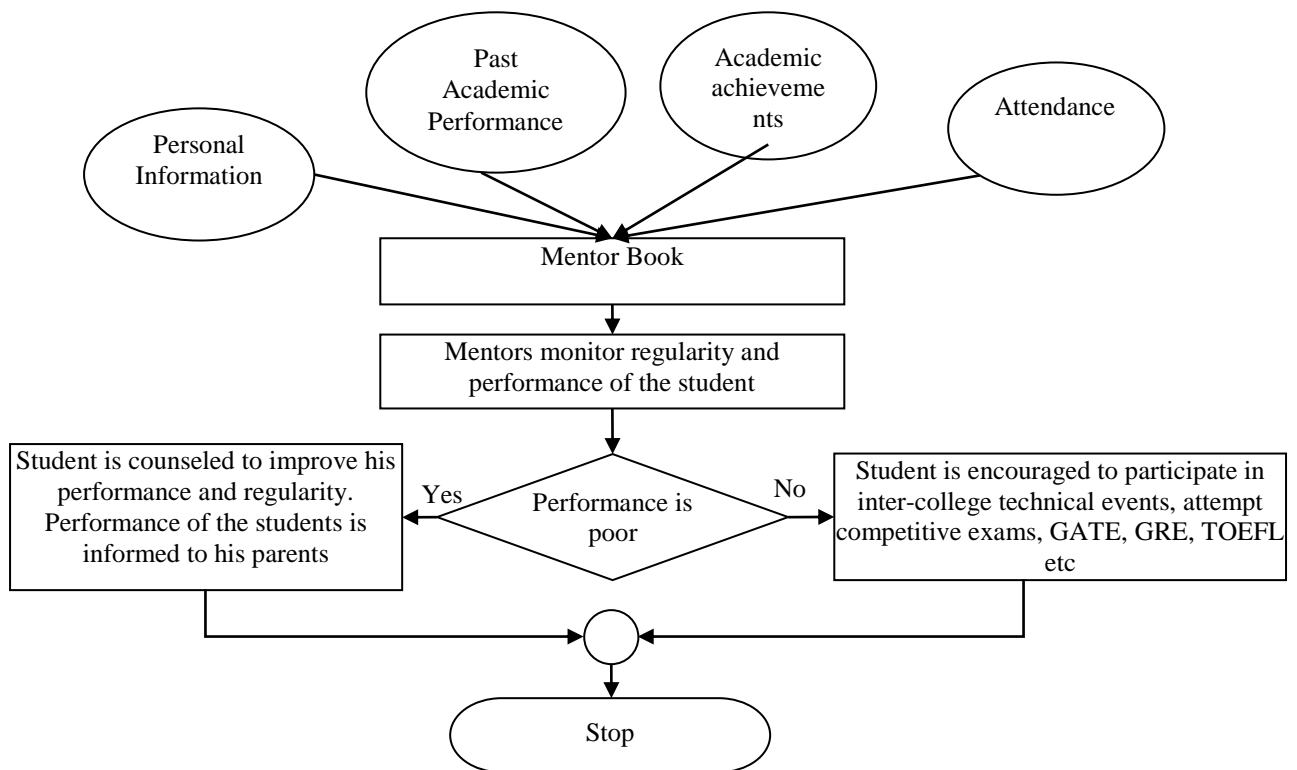 Past
Academic
Performance
Academic
achieveme
nts
Attendance
Personal
Information
Mentor Book
Mentors monitor regularity and
performance of the student
Student is counseled to improve his
performance and regularity.
Performance of the students is
informed to his parents
Yes
Performance is
poor
No
Student is encouraged to participate in
inter-college technical events, attempt
competitive exams, GATE, GRE, TOEFL
etc
Stop